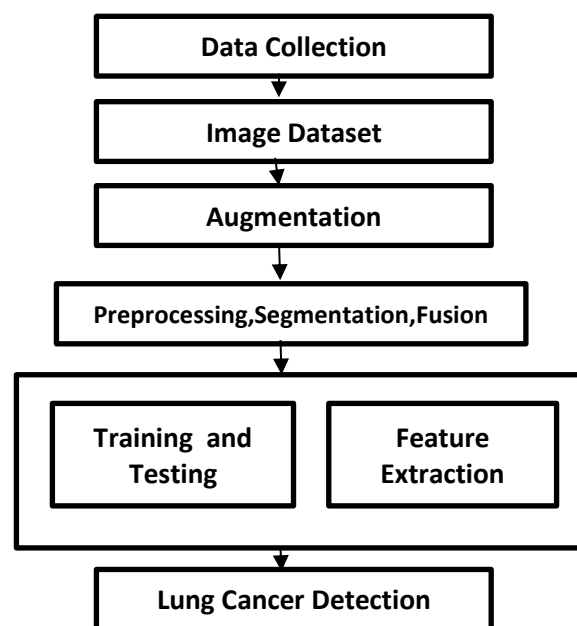 Data Collection
Image Dataset
Augmentation
Preprocessing,Segmentation,Fusion
Training and
Testing
Feature
Extraction
Lung Cancer Detection